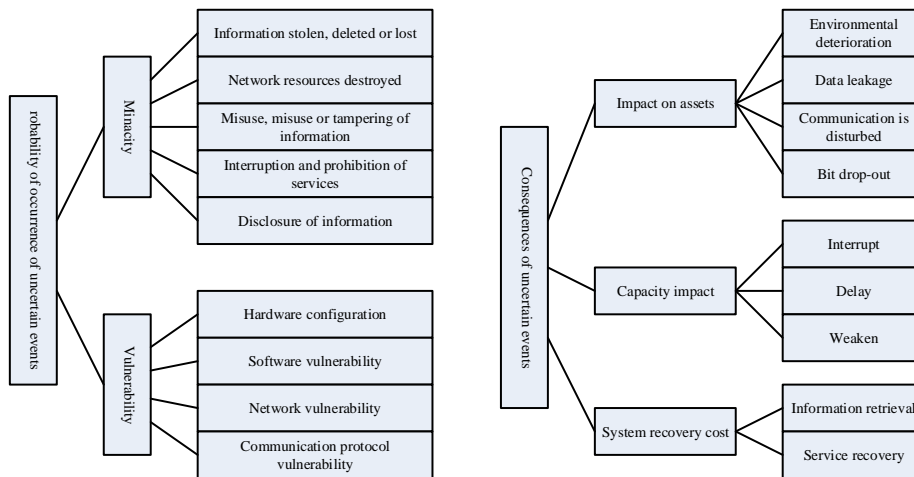 robability of occurrence of uncertain events
Minacity
Information stolen, deleted or lost
Network resources destroyed
Misuse, misuse or tampering of
information
Interruption and prohibition of
services
Disclosure of information
Vulnerability
Hardware configuration
Software vulnerability
Network vulnerability
Communication protocol
vulnerability
Consequences of uncertain events
Impact on assets
Environmental
deterioration
Data leakage
Communication is
disturbed
Bit drop-out
Capacity impact
Interrupt
Delay
Weaken
System recovery cost
Information retrieval
Service recovery